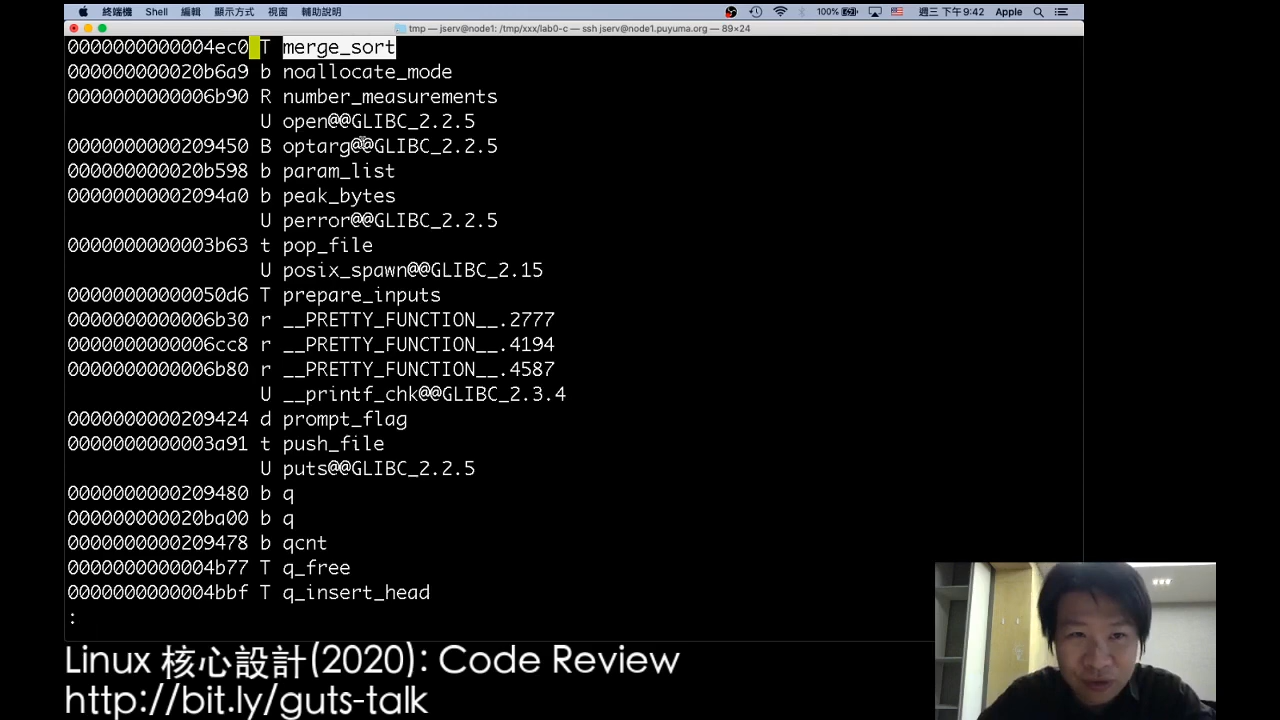 終端機 Shell 編輯 顯示方式 視窗 輔助說明 100% 週三 下午9:42 Apple
tmp — jserv@node1: /tmp/xxx/lab0-c — ssh jserv@node1.puyuma.org — 89×24
0000000000004ec0 T merge_sort
000000000020b6a9 b noallocate_mode
0000000000006b90 R number_measurements
U open@@GLIBC_2.2.5
0000000000209450 B optarg@@GLIBC_2.2.5
000000000020b598 b param_list
00000000002094a0 b peak_bytes
U perror@@GLIBC_2.2.5
0000000000003b63 t pop_file
U posix_spawn@@GLIBC_2.15
00000000000050d6 T prepare_inputs
0000000000006b30 r __PRETTY_FUNCTION__.2777
0000000000006cc8 r __PRETTY_FUNCTION__.4194
0000000000006b80 r __PRETTY_FUNCTION__.4587
U __printf_chk@@GLIBC_2.3.4
0000000000209424 d prompt_flag
0000000000003a91 t push_file
U puts@@GLIBC_2.2.5
0000000000209480 b q
000000000020ba00 b q
0000000000209478 b qcnt
0000000000004b77 T q_free
0000000000004bbf T q_insert_head
:
Linux 核心設計(2020): Code Review
http://bit.ly/guts-talk